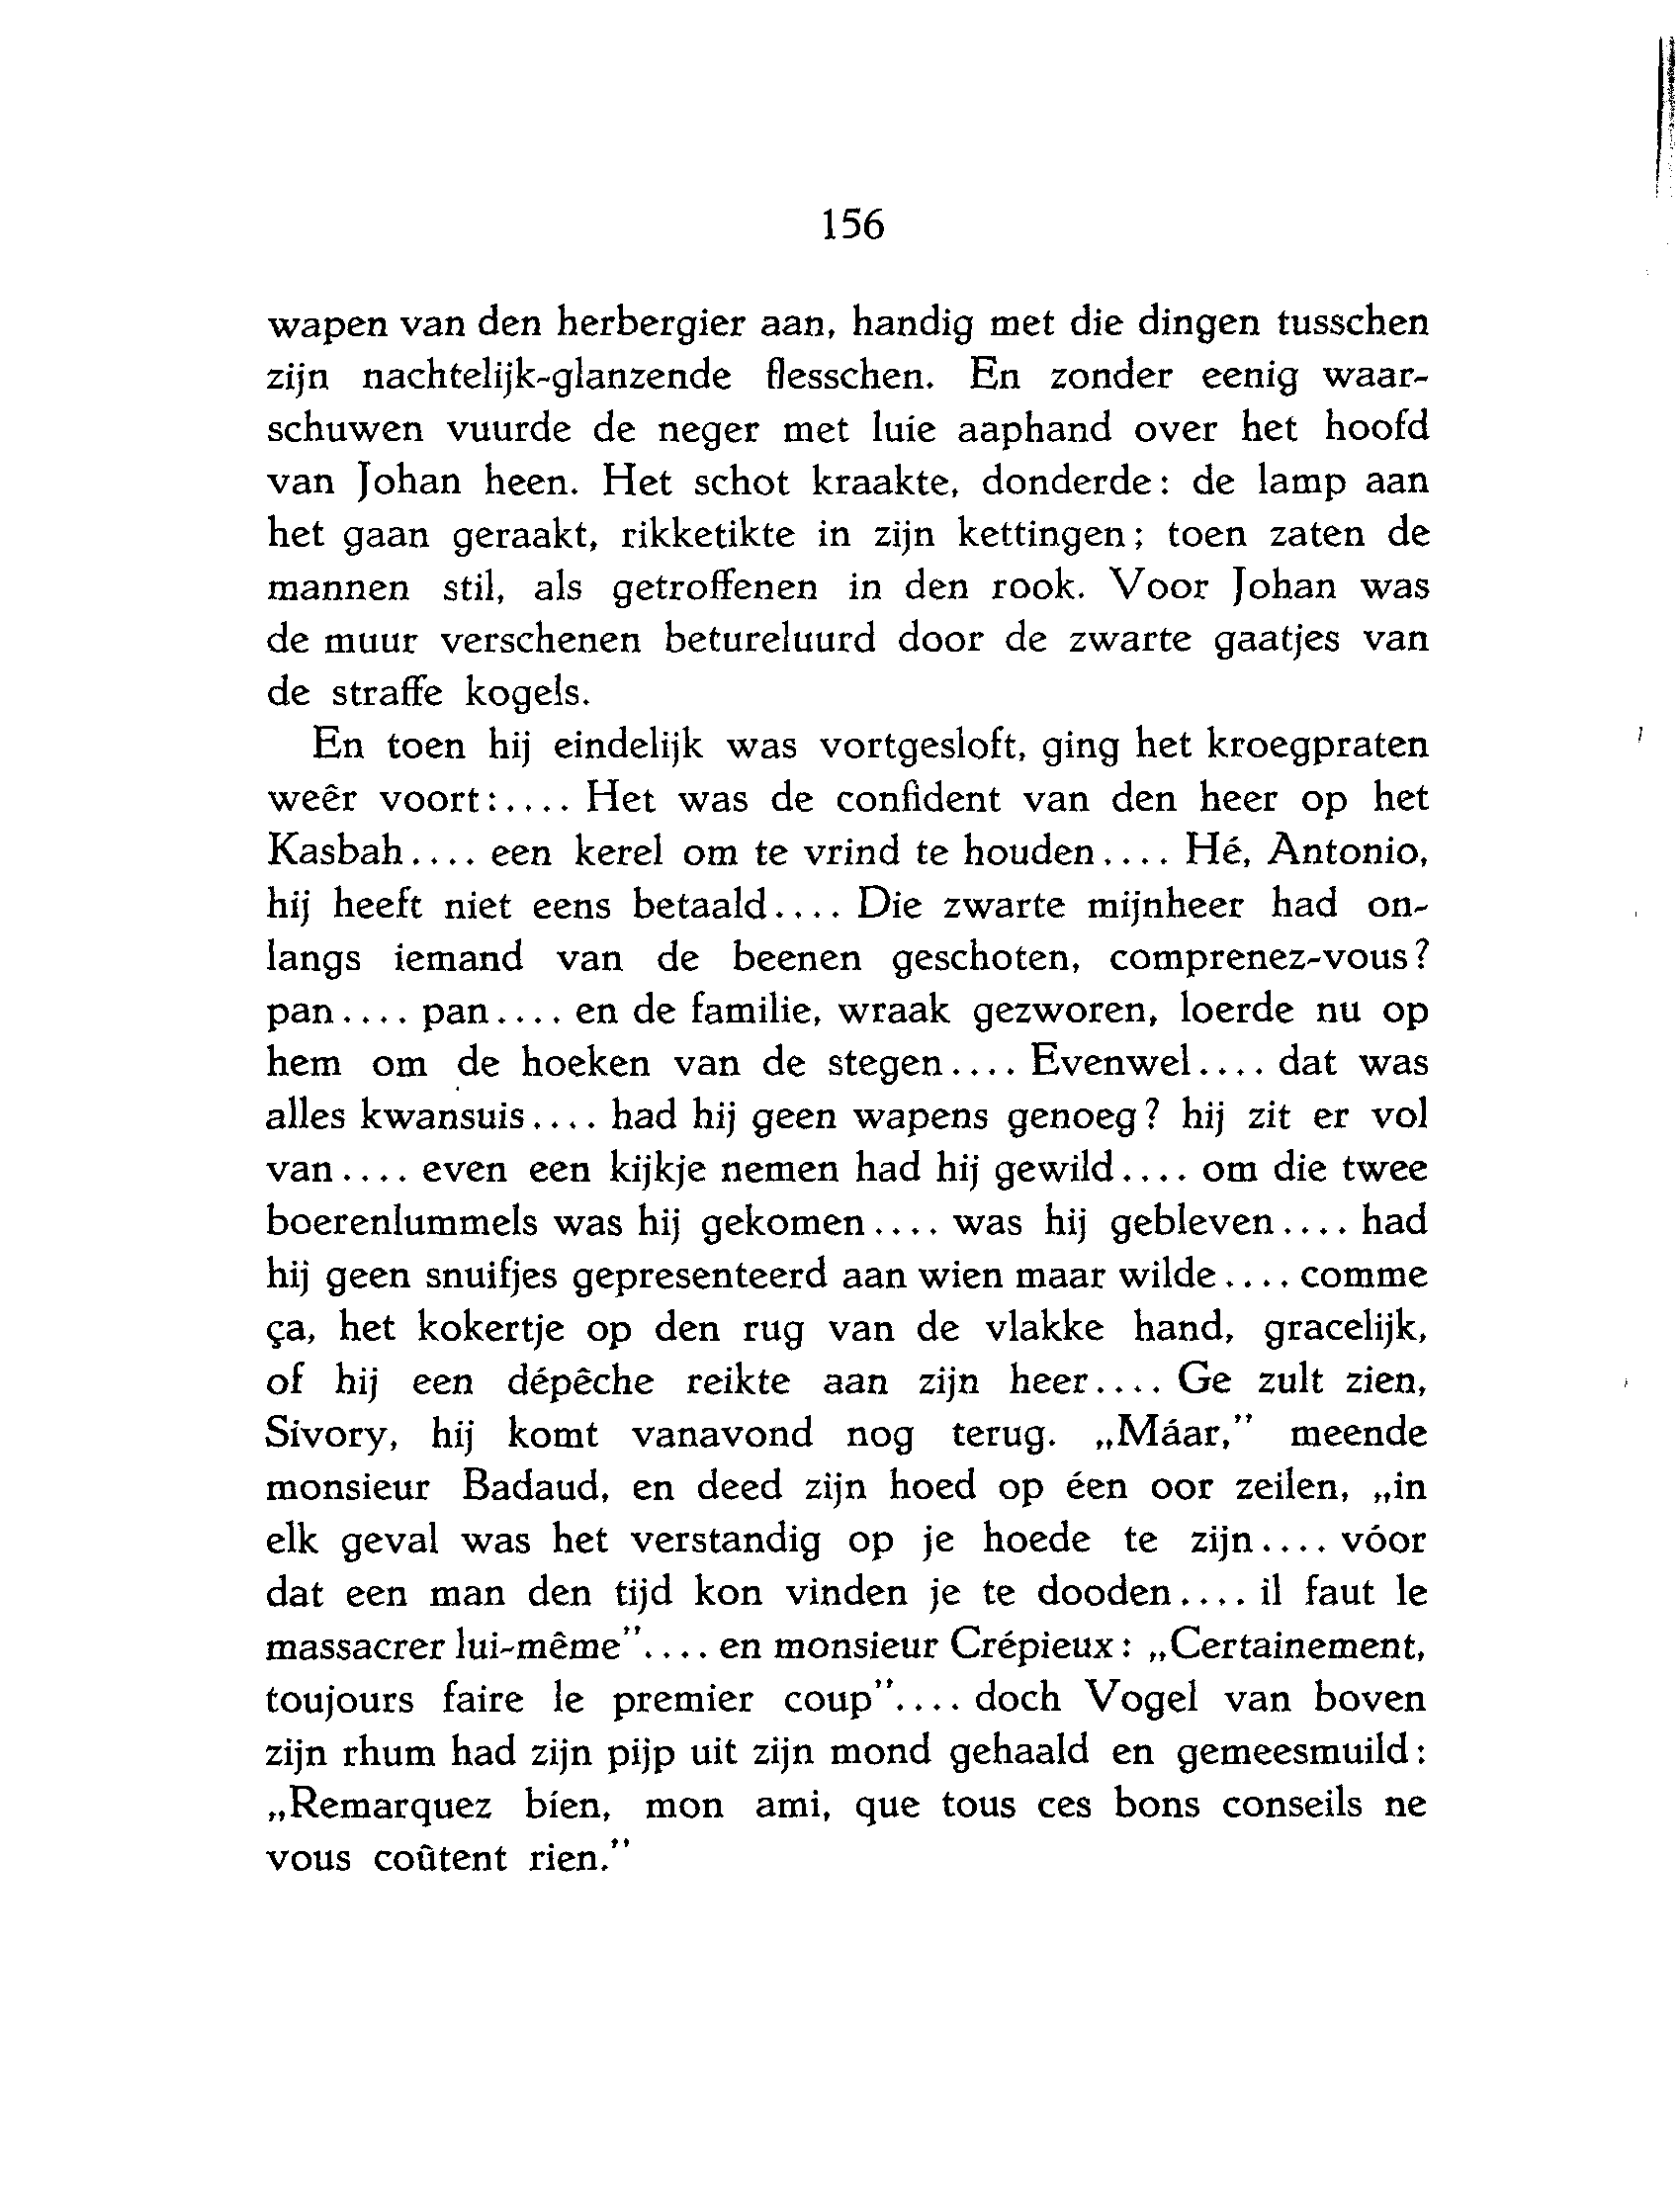 156
wapen van den herbergier aan, handig met die dingen tusschen
zijn nachtelijk-glanzende flesschen. En zonder eenig waar-
schuwen vuurde de neger met luie aaphand over het hoofd
van Johan heen. Het schot kraakte, donderde: de lamp aan
het gaan geraakt, rikketikte in zijn kettingen; toen zaten de
mannen stil, als getroffenen in den rook. Voor Johan was
de muur verschenen betureluurd door de zwarte gaatjes van
de straffe kogels.
En toen hij eindelijk was vortgesloft, ging het kroegpraten
weêr voort:.... Het was de confident van den heer op het
Kasbah.... een kerel om te vrind te houden.... Hé, Antonio,
hij heeft niet eens betaald.... Die zwarte mijnheer had on-
langs iemand van de beenen geschoten, comprenez-vous?
pan.... pan.... en de familie, wraak gezworen, loerde nu op
hem om de hoeken van de stegen.... Evenwel.... dat was
alles kwansuis.... had hij geen wapens genoeg? hij zit er vol
van.... even een kijkje nemen had hij gewild.... om die twee
boerenlummels was hij gekomen.... was hij gebleven.... had
hij geen snuifjes gepresenteerd aan wien maar wilde.... comme
ça, het kokertje op den rug van de vlakke hand, gracelijk,
of hij een dépêche reikte aan zijn heer.... Ge zult zien,
Sivory, hij komt vanavond nog terug. „Máar,” meende
monsieur Badaud, en deed zijn hoed op éen oor zeilen, „in
elk geval was het verstandig op je hoede te zijn.... vóor
dat een man den tijd kon vinden je te dooden.... il faut le
massacrer lui-même”.... en monsieur Crépieux: „Certainement,
toujours faire le premier coup”.... doch Vogel van boven
zijn rhum had zijn pijp uit zijn mond gehaald en gemeesmuild:
„Remarquez bien, mon ami, que tous ces bons conseils ne
vous coûtent rien.”